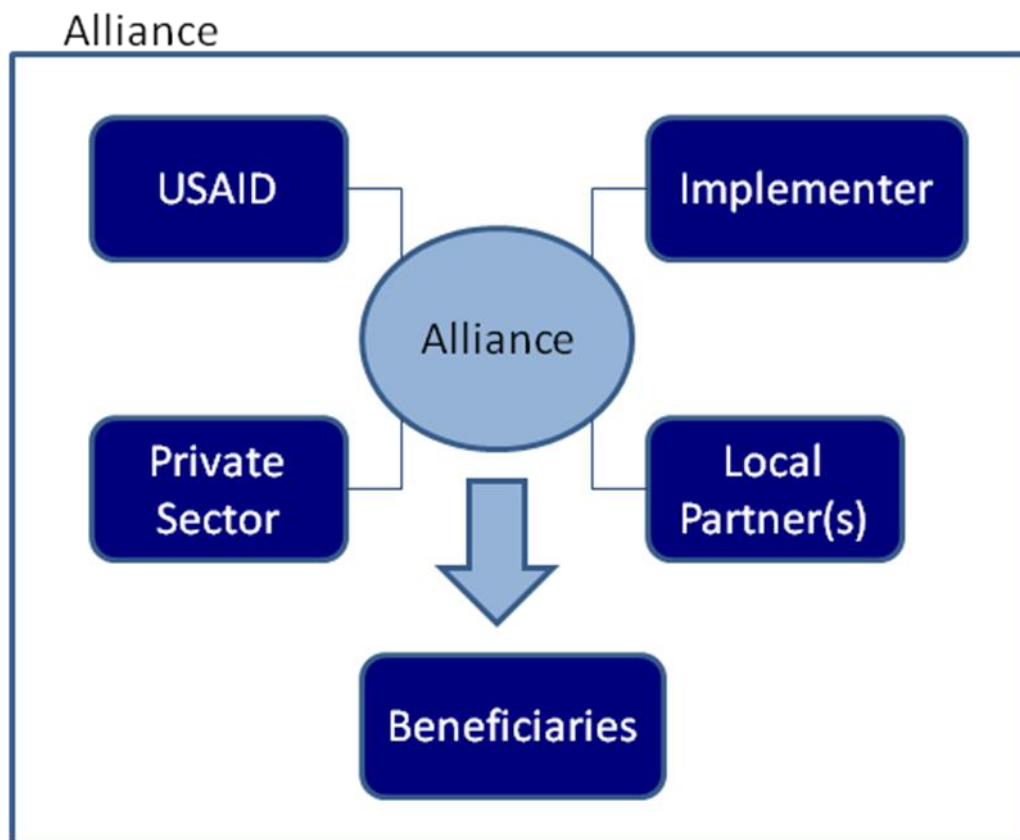 Alliance
USAID
Implementer
Alliance
Private
Sector
Local
Partner(s)
Beneficiaries